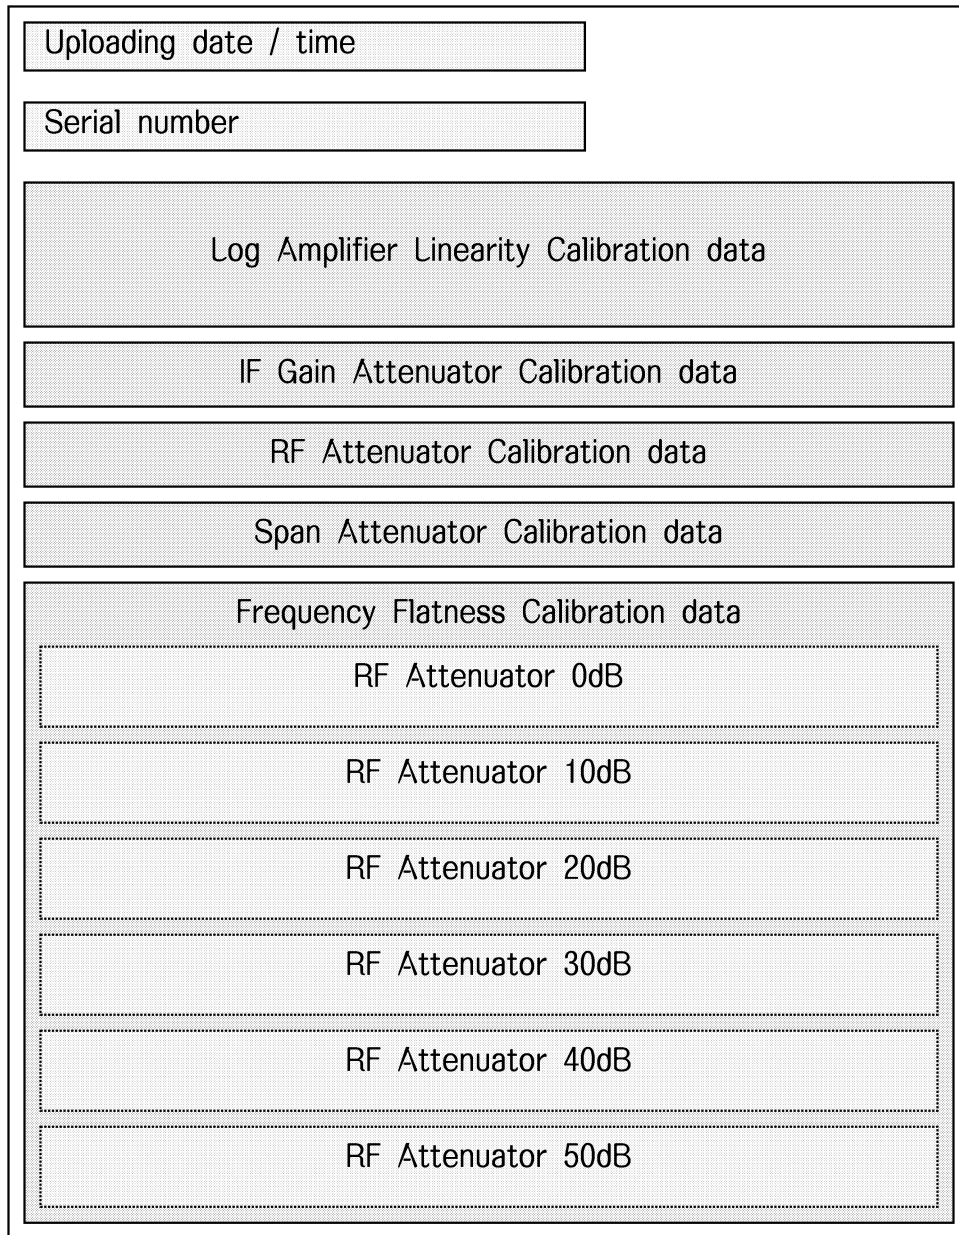 Uploading date / time
Serial number
Log Amplifier Linearity Calibration data
IF Gain Attenuator Calibration data
RF Attenuator Calibration data
Span Attenuator Calibration data
Frequency Flatness Calibration data
RF Attenuator 0dB
RF Attenuator 10dB
RF Attenuator 20dB
RF Attenuator 30dB
RF Attenuator 40dB
RF Attenuator 50dB